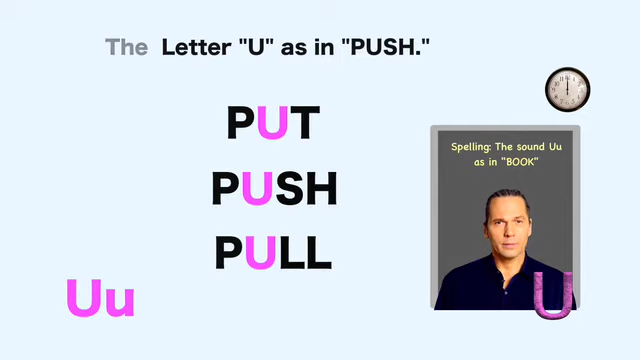 The Letter "U" as in "PUSH."
PUT
PUSH
PULL
Uu
Spelling: The sound Uu
as in "BOOK"
U